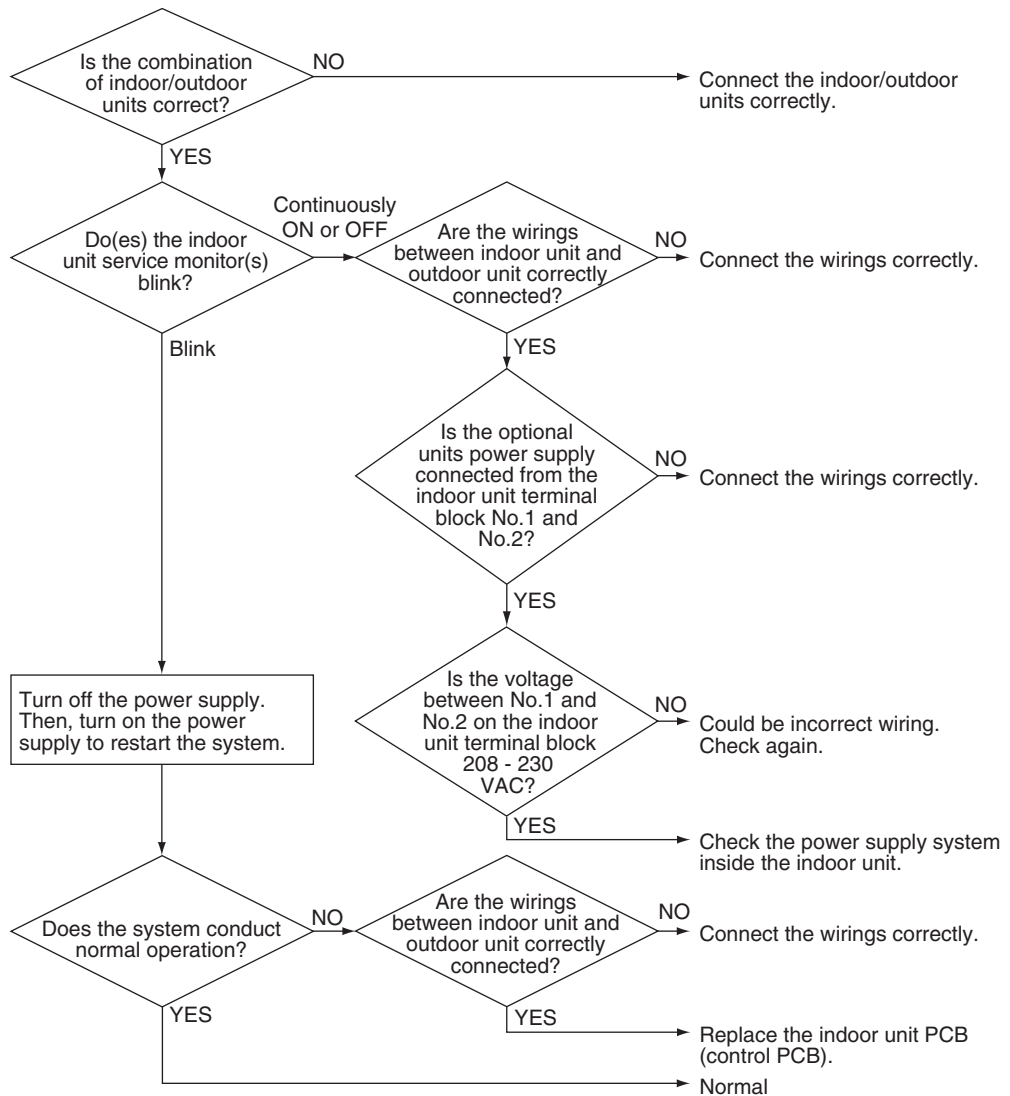 Is the combination
of indoor/outdoor
units correct?
NO
Connect the indoor/outdoor
units correctly.
YES
Do(es) the indoor
unit service monitor(s)
blink?
Continuously
ON or OFF
Are the wirings
between indoor unit and
outdoor unit correctly
connected?
NO
Connect the wirings correctly.
Blink
YES
Is the optional
units power supply
connected from the
indoor unit terminal
block No.1 and
No.2?
NO
Connect the wirings correctly.
YES
Is the voltage
between No.1 and
No.2 on the indoor
unit terminal block
208 - 230
VAC?
NO
Could be incorrect wiring.
Check again.
YES
Check the power supply system
inside the indoor unit.
Turn off the power supply.
Then, turn on the power
supply to restart the system.
Does the system conduct
normal operation?
NO
Are the wirings
between indoor unit and
outdoor unit correctly
connected?
NO
Connect the wirings correctly.
YES
Replace the indoor unit PCB
(control PCB).
YES
Normal